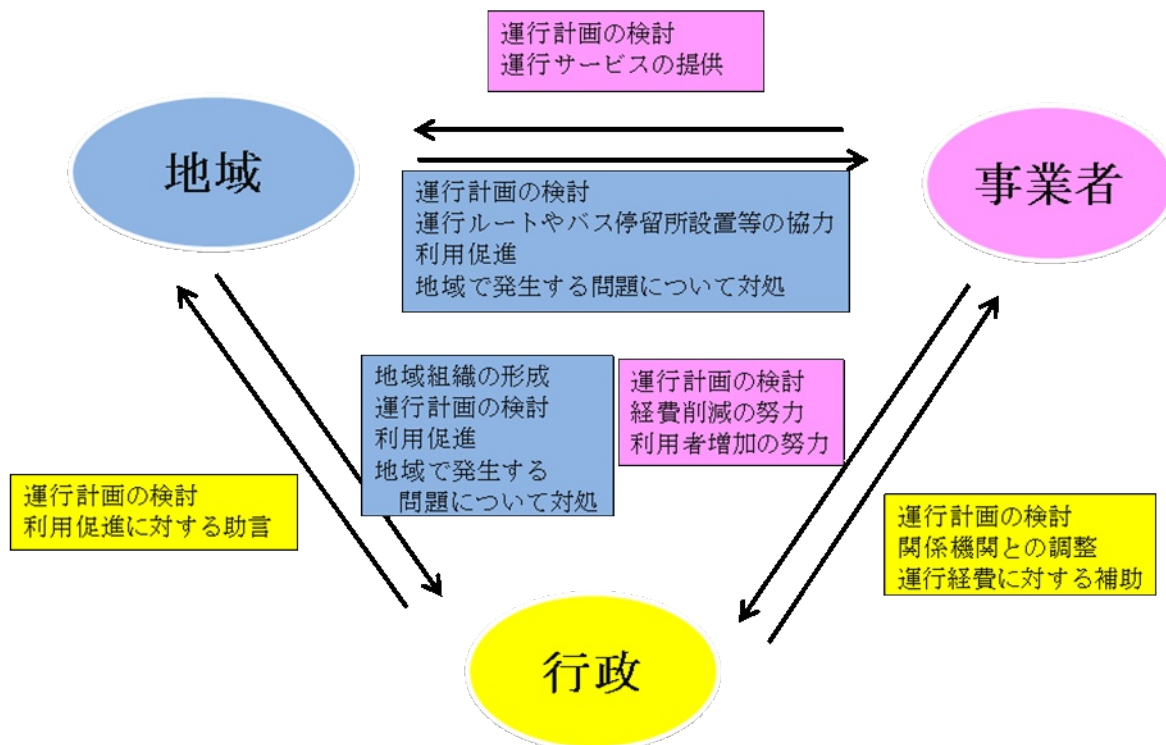 運行計画の検討
運行サービスの提供
地域
事業者
運行計画の検討
運行ルートやバス停留所設置等の協力
利用促進
地域で発生する問題について対処
地域組織の形成
運行計画の検討
利用促進
地域で発生する
問題について対処
運行計画の検討
経費削減の努力
利用者増加の努力
運行計画の検討
利用促進に対する助言
運行計画の検討
関係機関との調整
運行経費に対する補助
行政